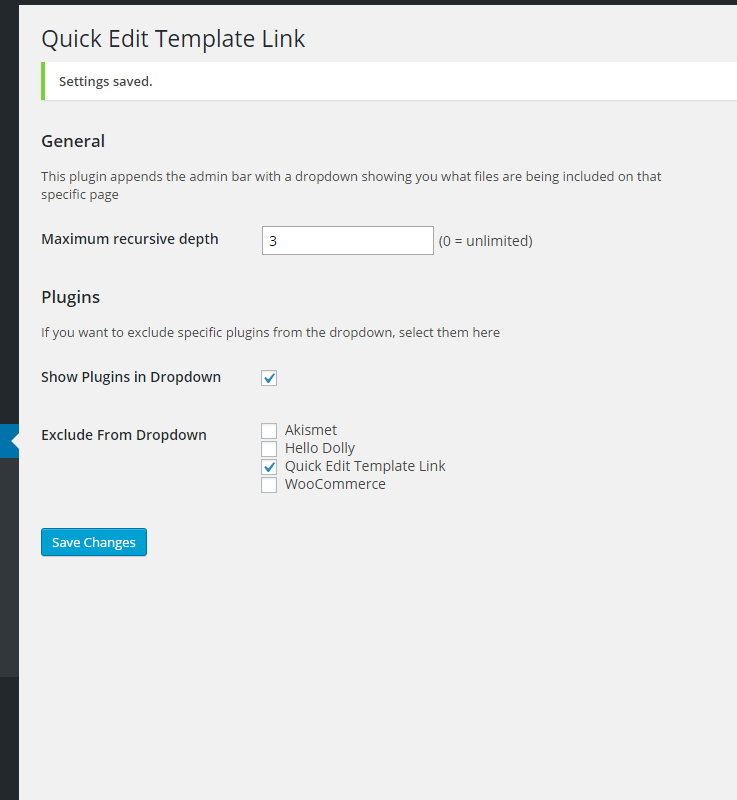 Quick Edit Template Link
Settings saved.
General
This plugin appends the admin bar with a dropdown showing you what files are being included on that
specific page
Maximum recursive depth 3 (0 = unlimited)
Plugins
If you want to exclude specific plugins from the dropdown, select them here
Show Plugins in Dropdown
Exclude From Dropdown
Akismet
Hello Dolly
Quick Edit Template Link
WooCommerce
Save Changes